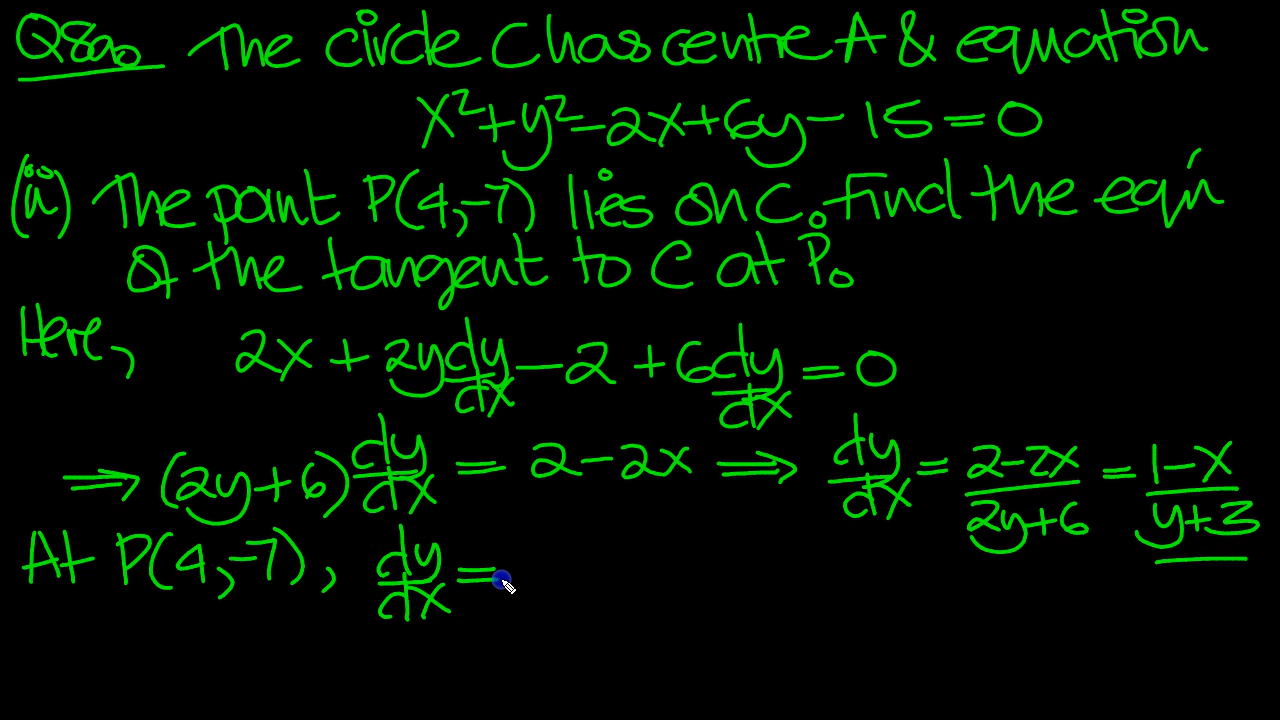 Q8a. The circle C has centre A & equation
x²+y²-2x+6y-15=0
(ii) The point P(4,-7) lies on C. Find the eq'n
of the tangent to C at P.
Here, 2x + 2y dy/dx - 2 + 6 dy/dx = 0
⇒ (2y+6) dy/dx = 2-2x ⇒ dy/dx = (2-2x)/(2y+6) = (1-x)/(y+3)
At P(4,-7), dy/dx =